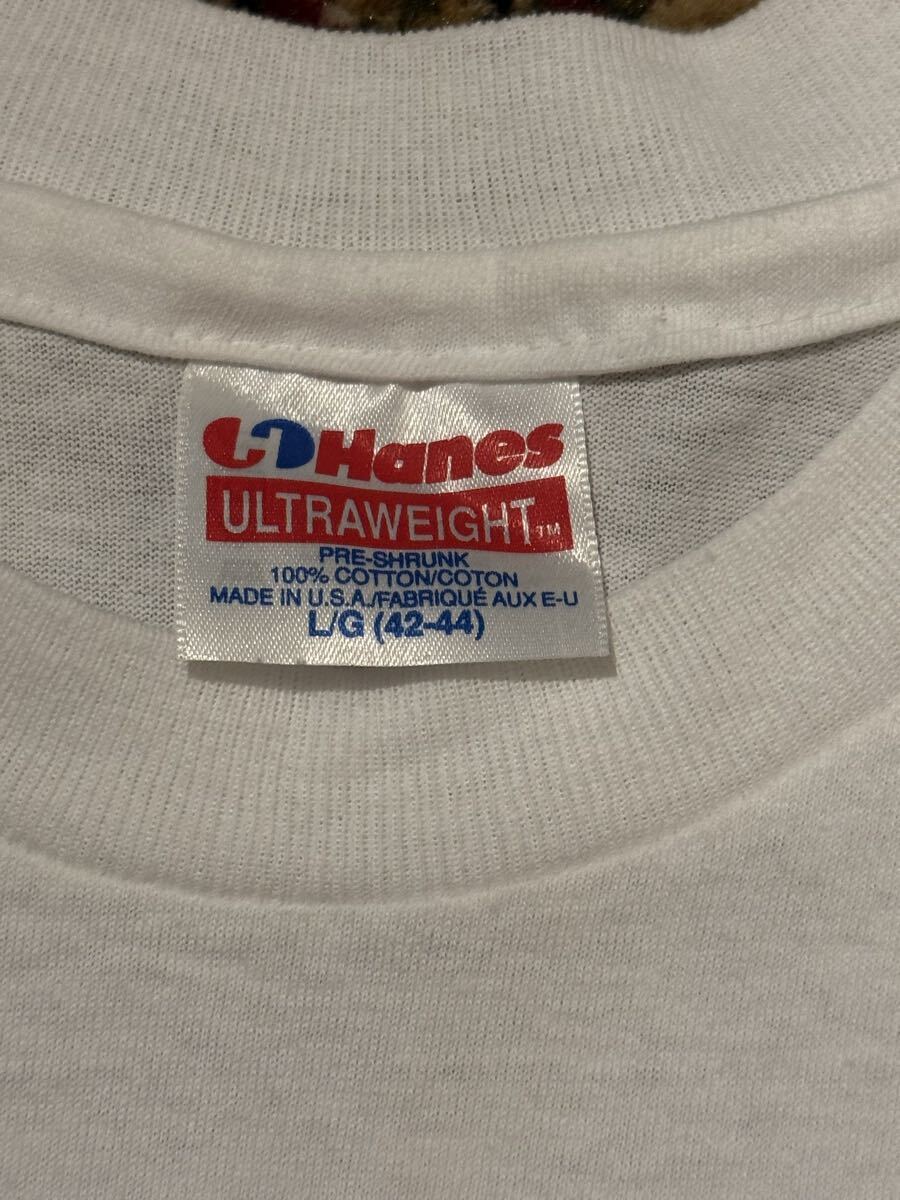 Hanes
ULTRAWEIGHT™
PRE-SHRUNK
100% COTTON/COTON
MADE IN U.S.A./FABRIQUÉ AUX E-U
L/G (42-44)